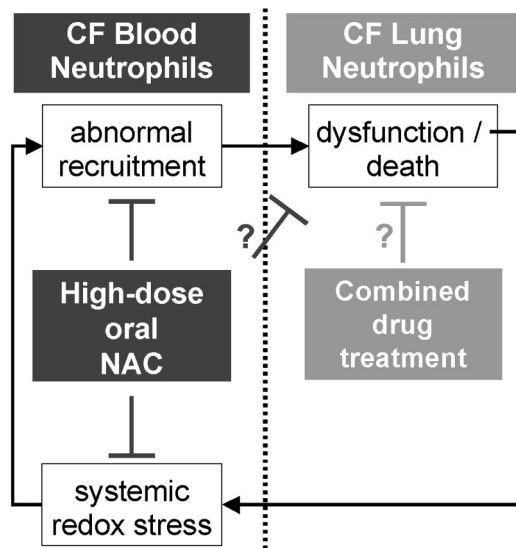 CF Blood
Neutrophils
CF Lung
Neutrophils
abnormal
recruitment
dysfunction /
death
?
?
High-dose
oral
NAC
Combined
drug
treatment
systemic
redox stress